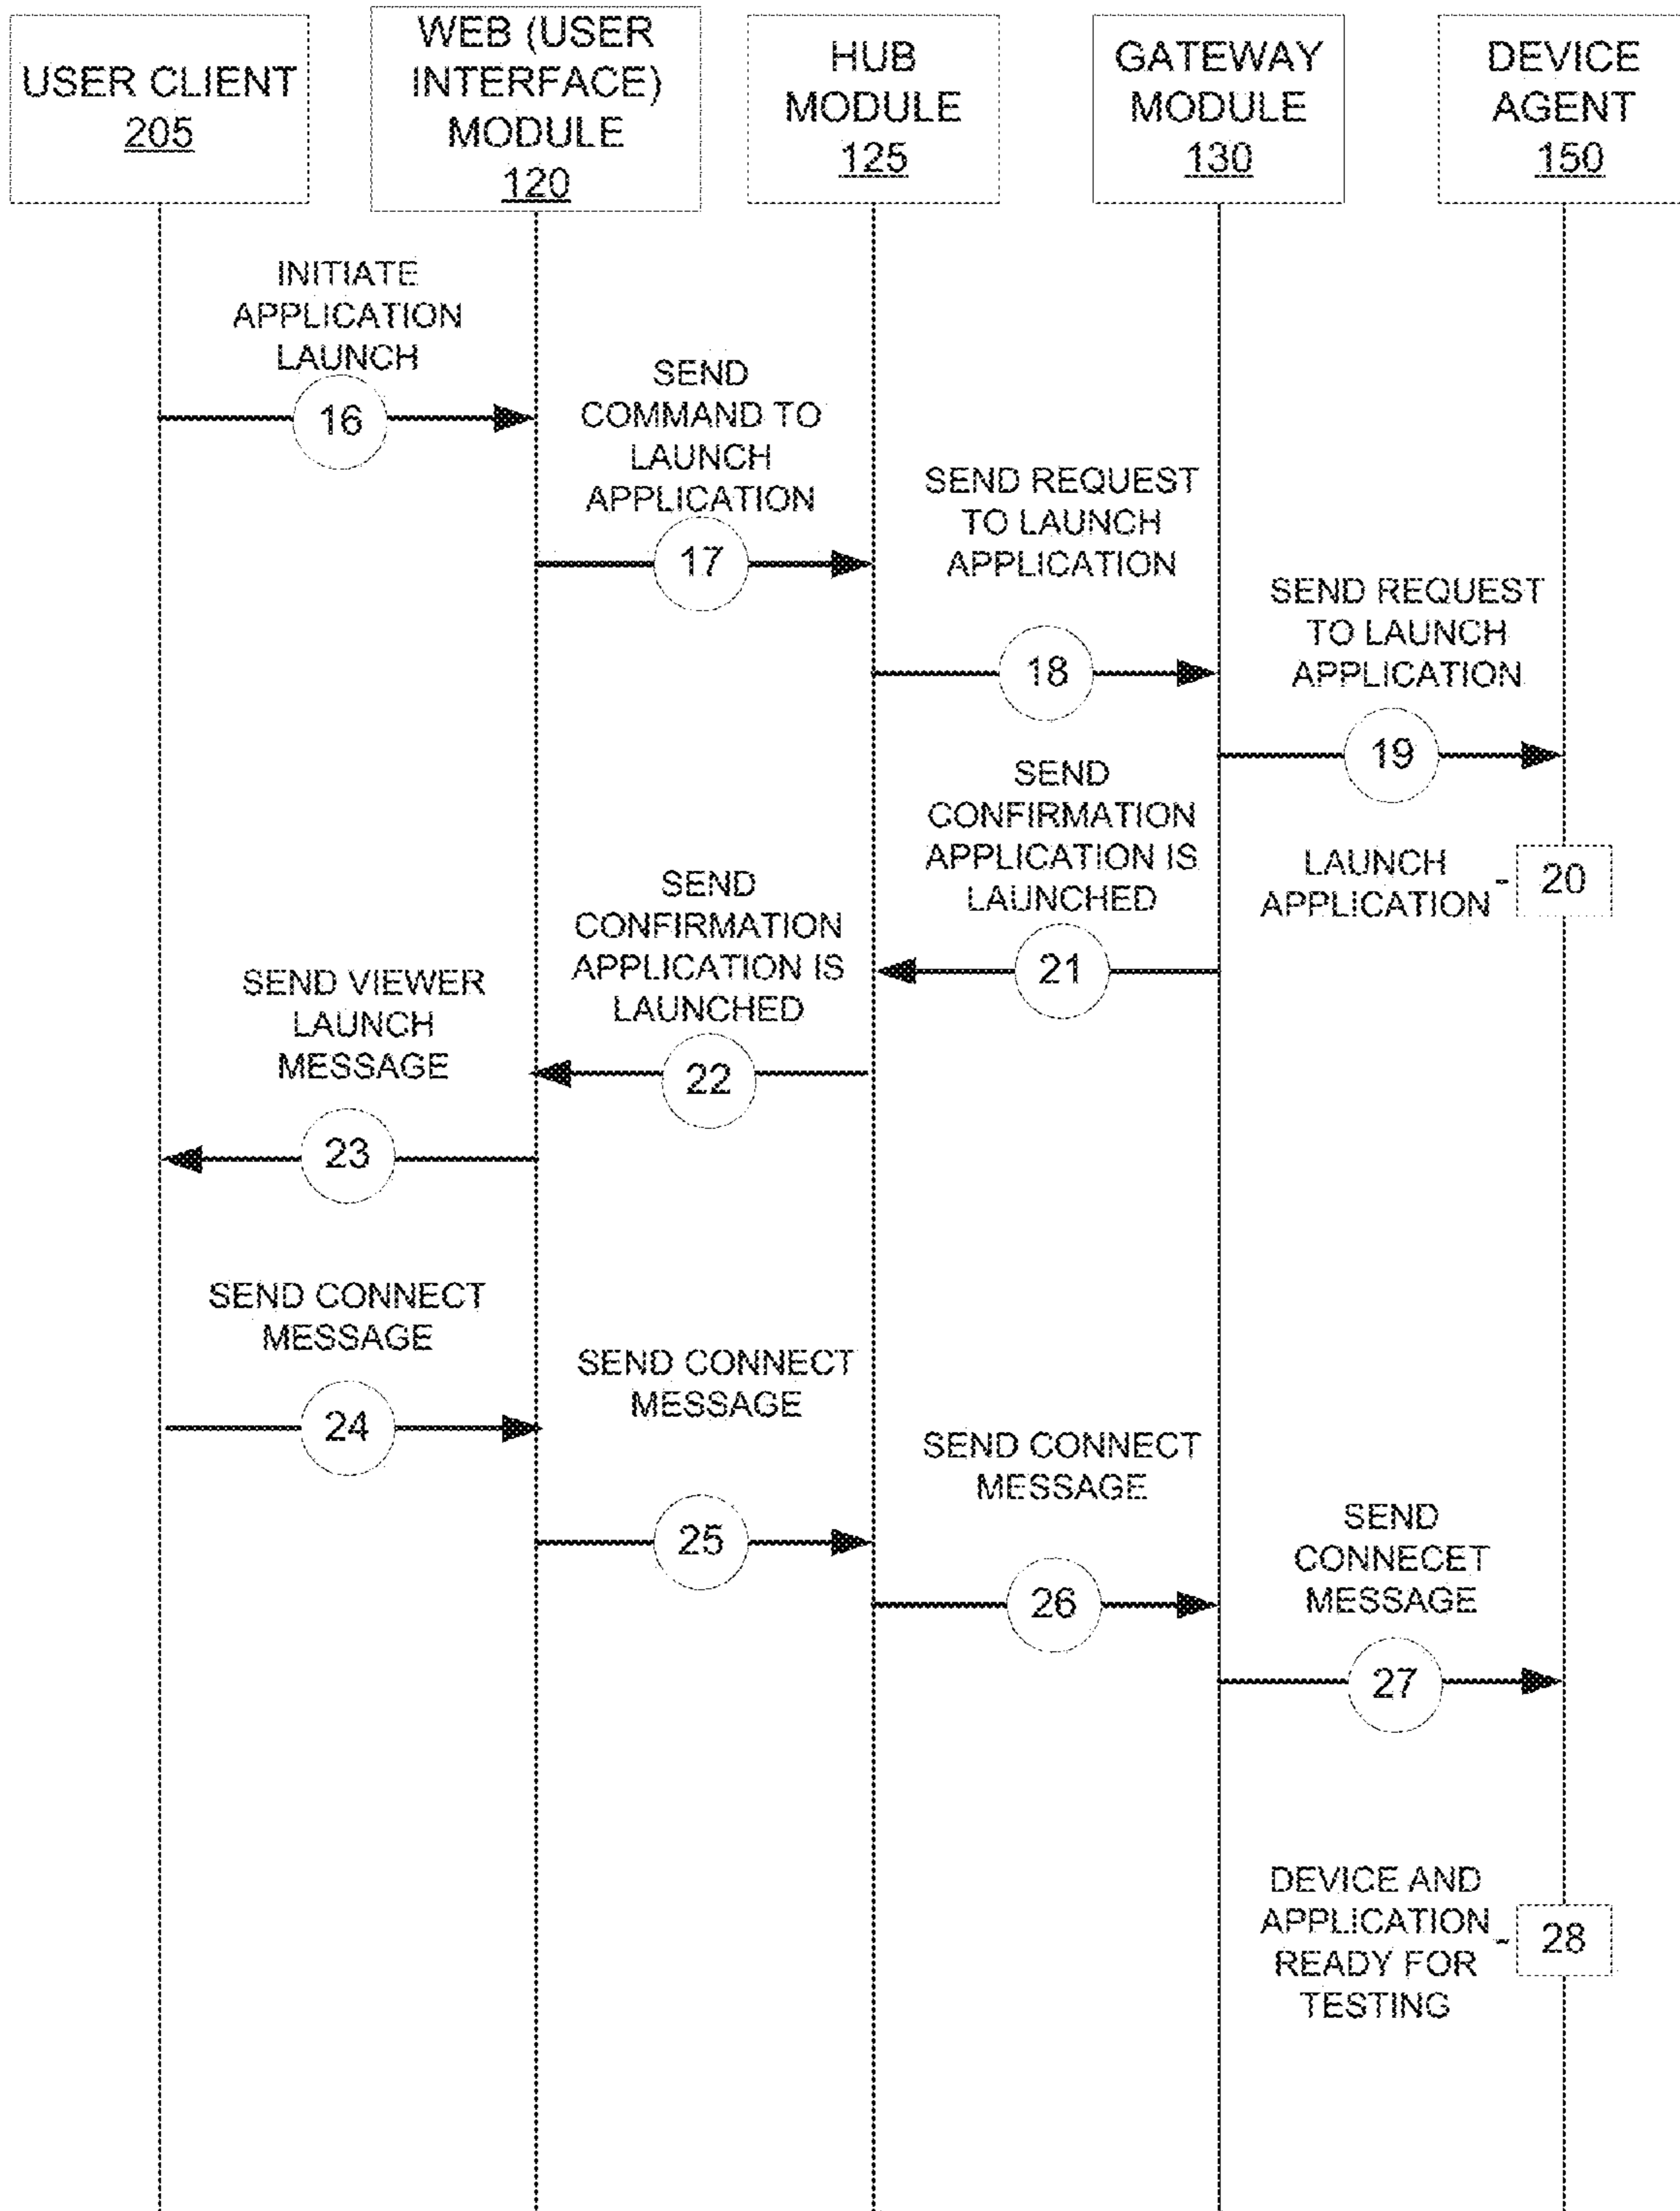 USER CLIENT
205
WEB (USER
INTERFACE)
MODULE
120
HUB
MODULE
125
GATEWAY
MODULE
130
DEVICE
AGENT
150
INITIATE
APPLICATION
LAUNCH
16
SEND
COMMAND TO
LAUNCH
APPLICATION
17
SEND REQUEST
TO LAUNCH
APPLICATION
18
SEND REQUEST
TO LAUNCH
APPLICATION
19
LAUNCH
APPLICATION -
20
SEND
CONFIRMATION
APPLICATION IS
LAUNCHED
21
SEND
CONFIRMATION
APPLICATION IS
LAUNCHED
22
SEND VIEWER
LAUNCH
MESSAGE
23
SEND CONNECT
MESSAGE
24
SEND CONNECT
MESSAGE
25
SEND CONNECT
MESSAGE
26
SEND
CONNECET
MESSAGE
27
DEVICE AND
APPLICATION -
READY FOR
TESTING
28